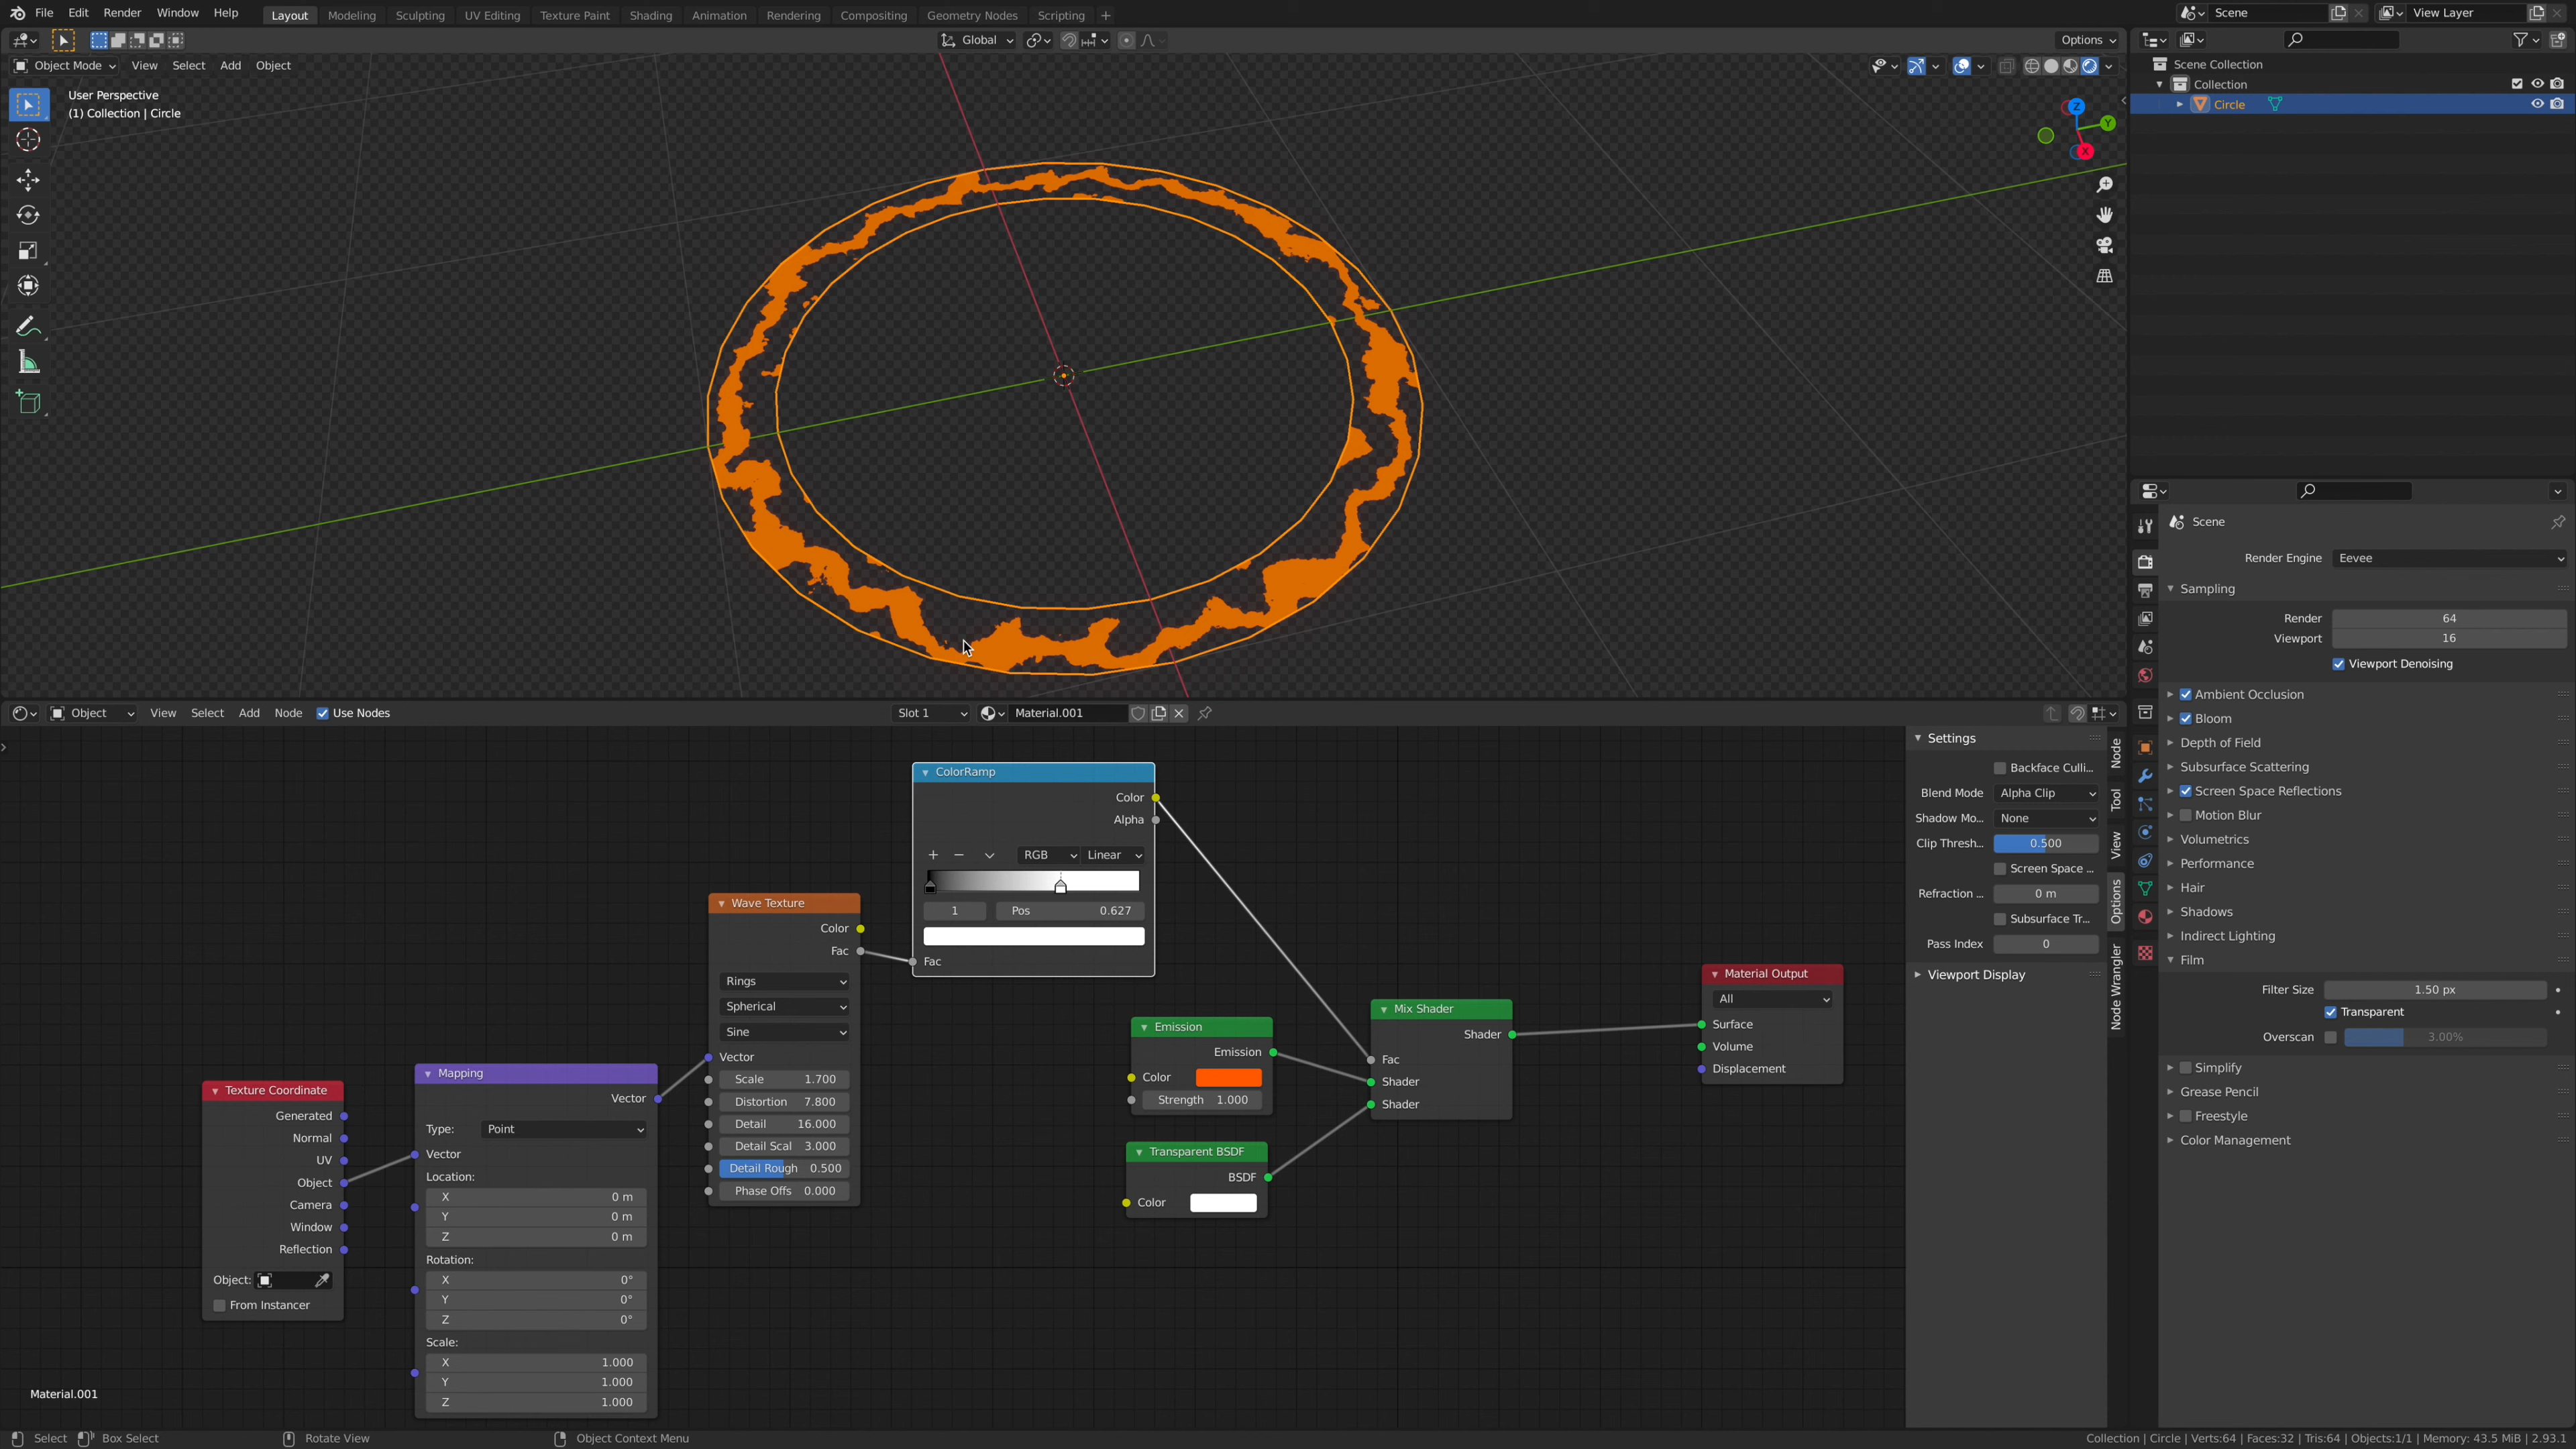 File Edit Render Window Help Layout Modeling Sculpting UV Editing Texture Paint Shading Animation Rendering Compositing Geometry Nodes Scripting + Scene View Layer
Global Options
Object Mode View Select Add Object
User Perspective
(1) Collection | Circle
Z
Y
X
Scene Collection
Collection
Circle
Scene
Render Engine Eevee
Sampling
Render 64
Viewport 16
Viewport Denoising
Ambient Occlusion
Bloom
Depth of Field
Subsurface Scattering
Screen Space Reflections
Motion Blur
Volumetrics
Performance
Hair
Shadows
Indirect Lighting
Film
Filter Size 1.50 px
Transparent
Overscan 3.00%
Simplify
Grease Pencil
Freestyle
Color Management
Object View Select Add Node Use Nodes Slot 1 Material.001
Texture Coordinate
Generated
Normal
UV
Object
Camera
Window
Reflection
Object:
From Instancer
Mapping
Vector
Type: Point
Vector
Location:
X 0 m
Y 0 m
Z 0 m
Rotation:
X 0°
Y 0°
Z 0°
Scale:
X 1.000
Y 1.000
Z 1.000
Wave Texture
Color
Fac
Rings
Spherical
Sine
Vector
Scale 1.700
Distortion 7.800
Detail 16.000
Detail Scal 3.000
Detail Rough 0.500
Phase Offs 0.000
ColorRamp
Color
Alpha
RGB Linear
1 Pos 0.627
Fac
Emission
Emission
Color
Strength 1.000
Transparent BSDF
BSDF
Color
Mix Shader
Shader
Fac
Shader
Shader
Material Output
All
Surface
Volume
Displacement
Settings
Backface Culli...
Blend Mode Alpha Clip
Shadow Mo... None
Clip Thresh... 0.500
Screen Space ...
Refraction ... 0 m
Subsurface Tr...
Pass Index 0
Viewport Display
Node
Tool
View
Options
Node Wrangler
Material.001
Select Box Select Rotate View Object Context Menu
Collection | Circle | Verts:64 | Faces:32 | Tris:64 | Objects:1/1 | Memory: 43.5 MiB | 2.93.1